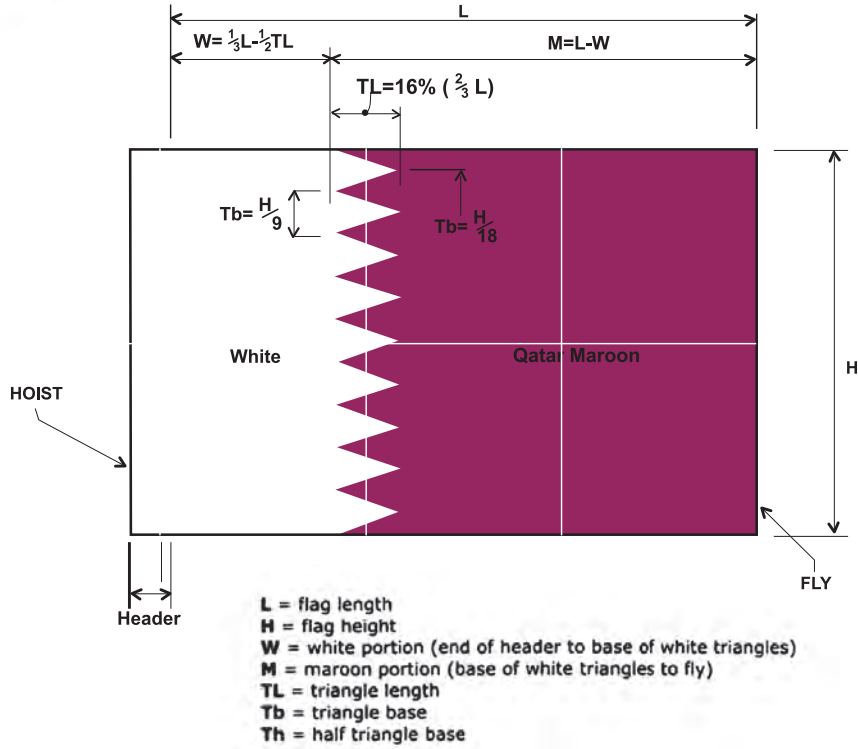 L
W= ⅓L-½TL
M=L-W
TL=16% ( ⅔ L)
Tb= H/9
Tb= H/18
White
Qatar Maroon
H
HOIST
FLY
Header
L = flag length
H = flag height
W = white portion (end of header to base of white triangles)
M = maroon portion (base of white triangles to fly)
TL = triangle length
Tb = triangle base
Th = half triangle base